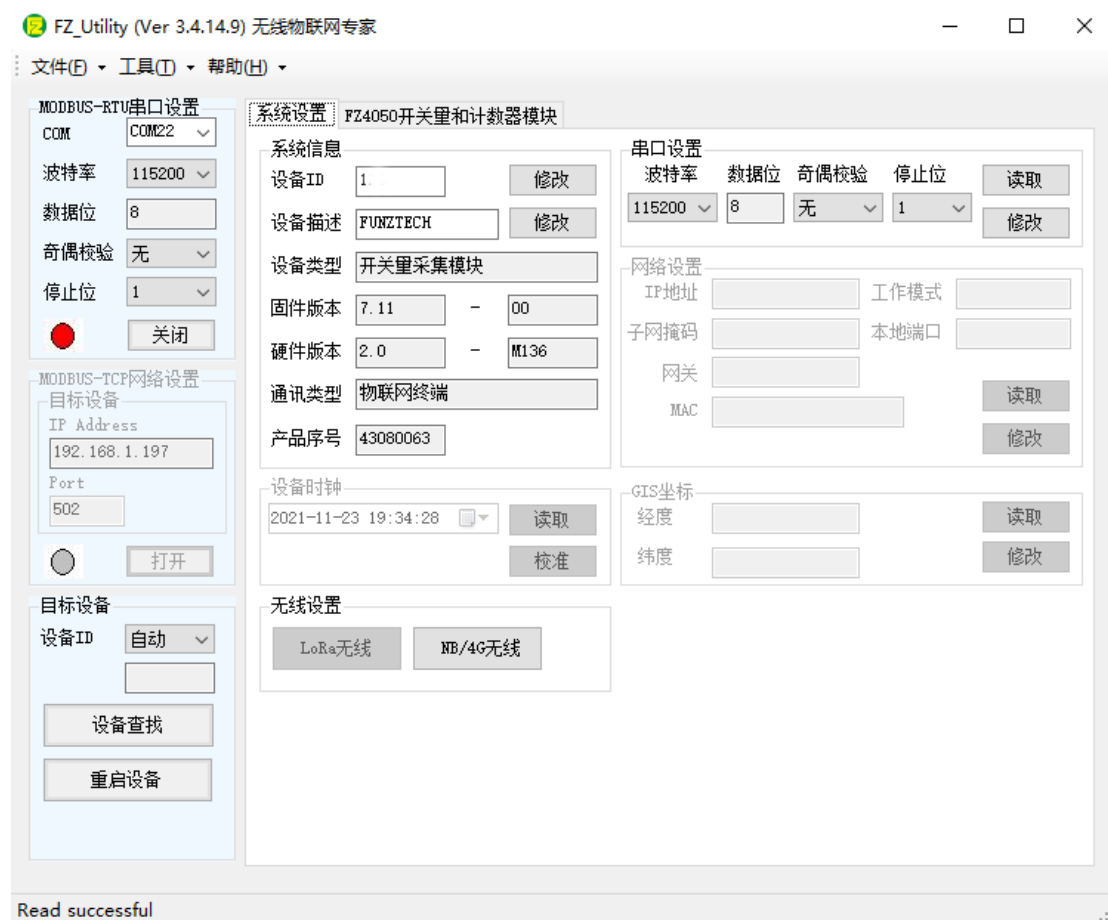 FZ_Utility (Ver 3.4.14.9) 无线物联网专家
文件(F) 工具(T) 帮助(H)
MODBUS-RTU串口设置
COM COM22
波特率 115200
数据位 8
奇偶校验 无
停止位 1
关闭
MODBUS-TCP网络设置
目标设备
IP Address
192.168.1.197
Port
502
打开
目标设备
设备ID 自动
设备查找
重启设备
系统设置 FZ4050开关量和计数器模块
系统信息
设备ID 1 修改
设备描述 FUNZTECH 修改
设备类型 开关量采集模块
固件版本 7.11 - 00
硬件版本 2.0 - M136
通讯类型 物联网终端
产品序号 43080063
设备时钟
2021-11-23 19:34:28 读取
校准
无线设置
LoRa无线 NB/4G无线
串口设置
波特率 数据位 奇偶校验 停止位 读取
115200 8 无 1 修改
网络设置
IP地址 工作模式
子网掩码 本地端口
网关
MAC 读取
修改
GIS坐标
经度 读取
纬度 修改
Read successful